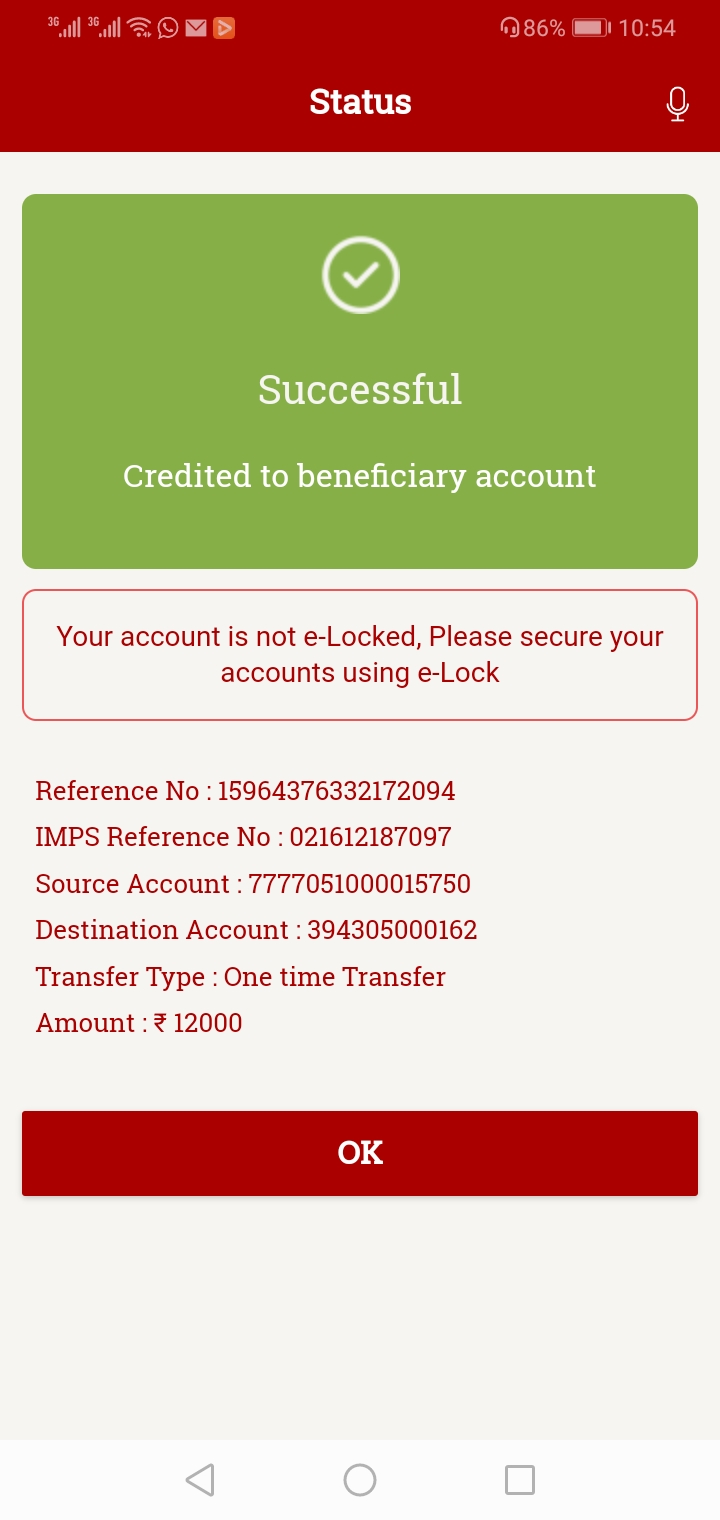 3G 3G 86% 10:54
Status
Successful
Credited to beneficiary account
Your account is not e-Locked, Please secure your
accounts using e-Lock
Reference No : 15964376332172094
IMPS Reference No : 021612187097
Source Account : 7777051000015750
Destination Account : 394305000162
Transfer Type : One time Transfer
Amount : ₹ 12000
OK